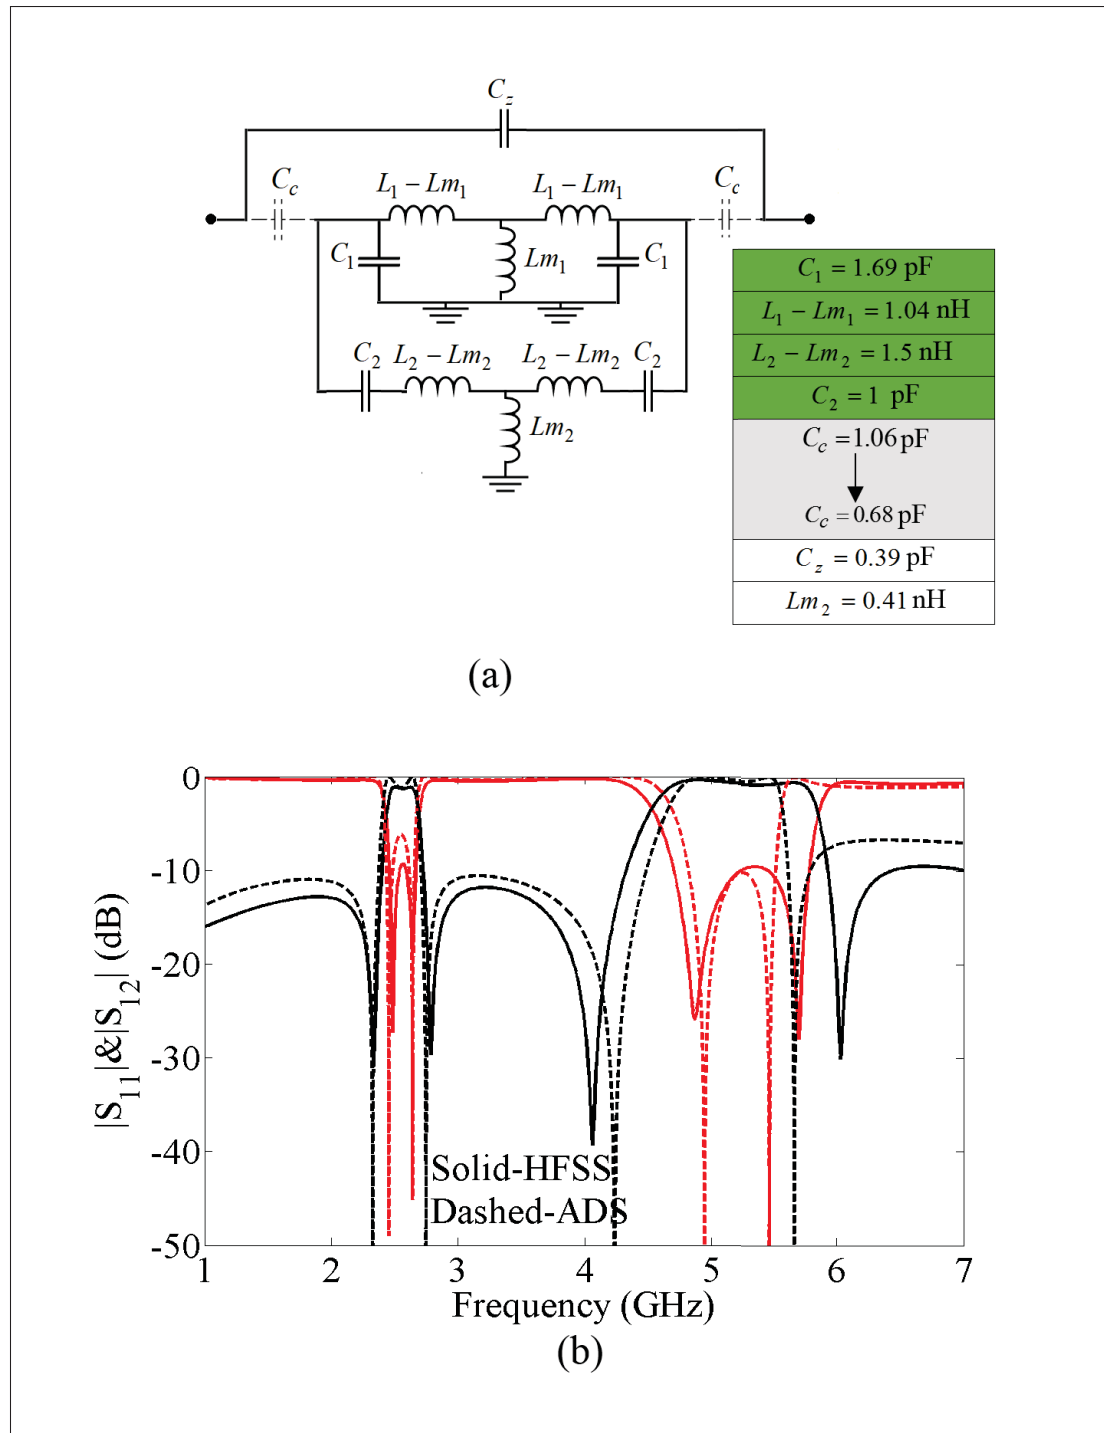 C_z
C_c
L_1 − Lm_1
L_1 − Lm_1
C_c
C_1
Lm_1
C_1
C_2
L_2 − Lm_2
L_2 − Lm_2
C_2
Lm_2
C_1 = 1.69 pF
L_1 − Lm_1 = 1.04 nH
L_2 − Lm_2 = 1.5 nH
C_2 = 1 pF
C_c = 1.06 pF
C_c = 0.68 pF
C_z = 0.39 pF
Lm_2 = 0.41 nH
(a)
|S_11|&|S_12| (dB)
0
-10
-20
-30
-40
-50
Solid-HFSS
Dashed-ADS
1 2 3 4 5 6 7
Frequency (GHz)
(b)